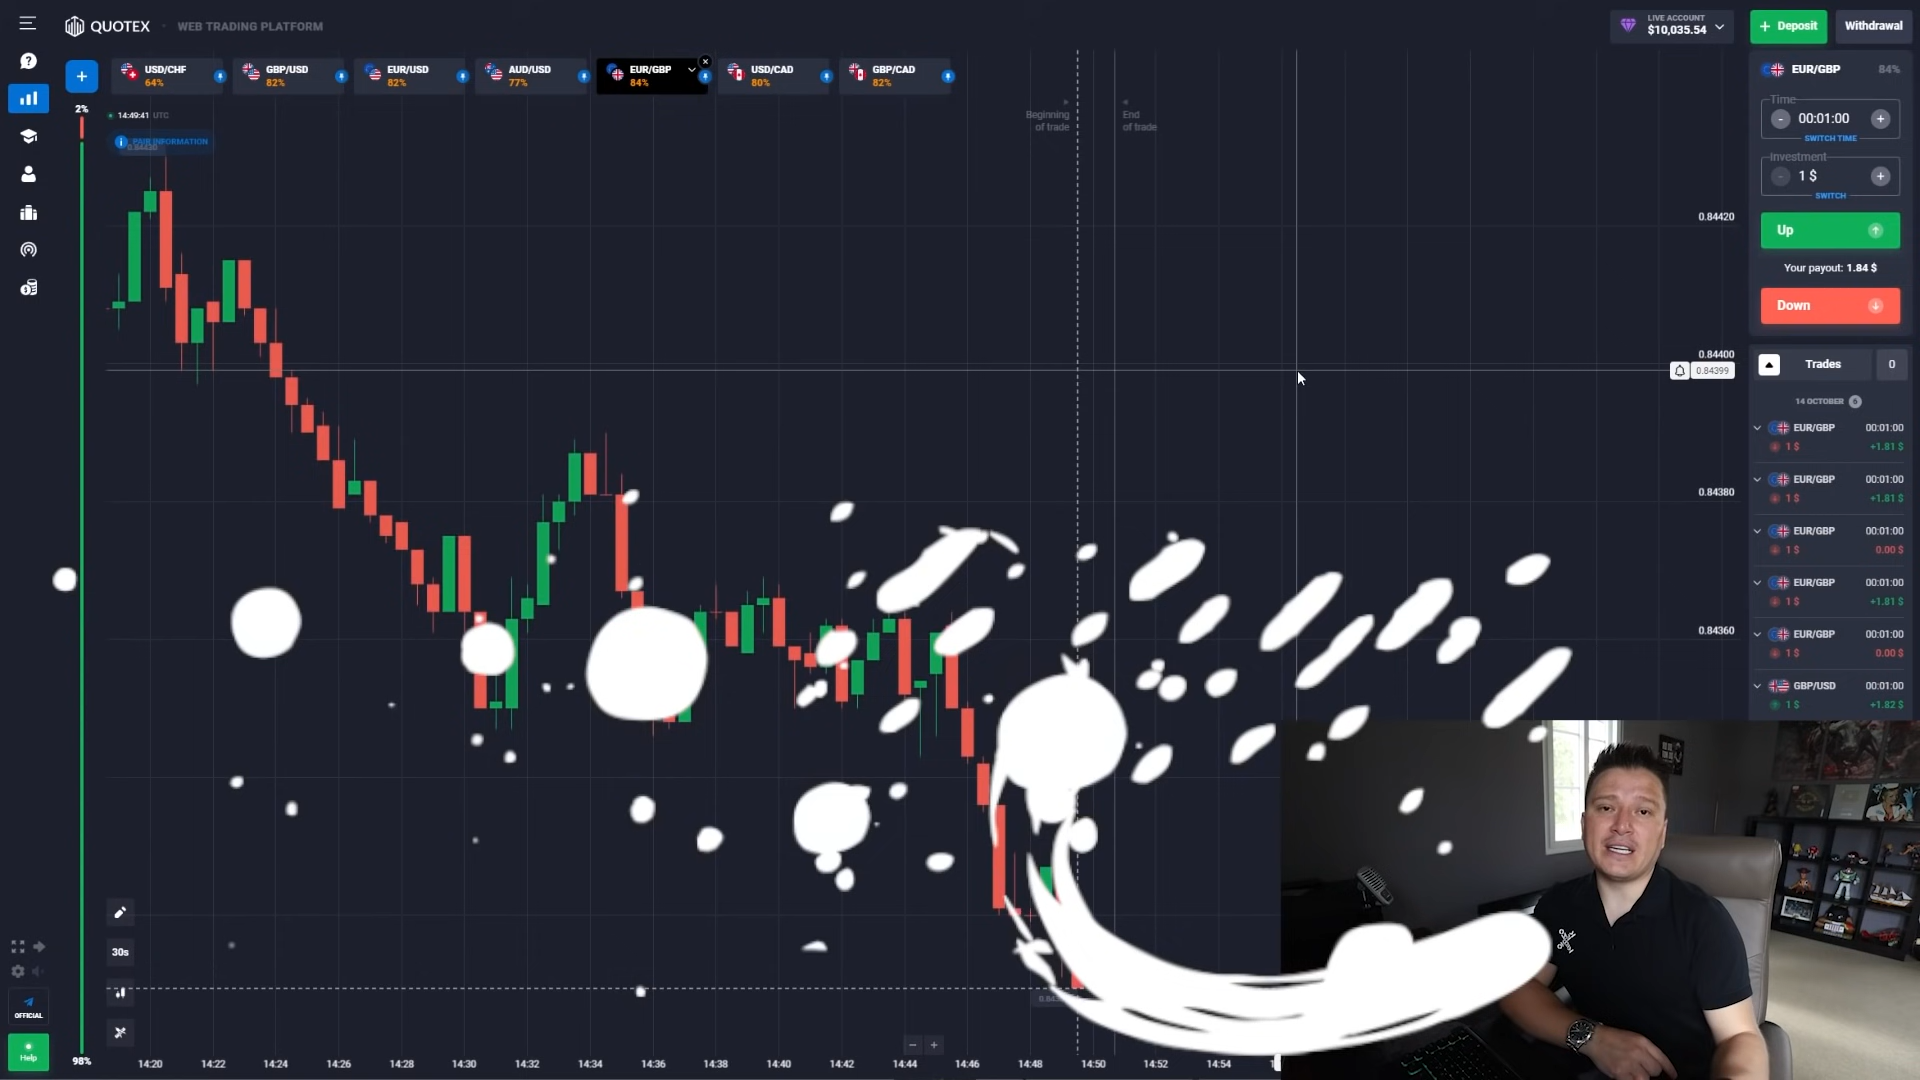 QUOTEX
WEB TRADING PLATFORM
LIVE ACCOUNT
$10,035.54
+ Deposit
Withdrawal
USD/CHF
64%
GBP/USD
82%
EUR/USD
82%
AUD/USD
77%
EUR/GBP
84%
USD/CAD
80%
GBP/CAD
82%
2%
14:49:41 UTC
PAIR INFORMATION
Beginning
of trade
End
of trade
0.84420
0.84400
0.84399
0.84380
0.84360
EUR/GBP 84%
Time
- 00:01:00 +
SWITCH TIME
Investment
- 1 $ +
SWITCH
Up
Your payout: 1.84 $
Down
Trades 0
14 OCTOBER
EUR/GBP 00:01:00
1 $ +1.81 $
EUR/GBP 00:01:00
1 $ +1.81 $
EUR/GBP 00:01:00
1 $ 0.00 $
EUR/GBP 00:01:00
1 $ +1.81 $
EUR/GBP 00:01:00
1 $ 0.00 $
GBP/USD 00:01:00
1 $ +1.82 $
30s
OFFICIAL
Help
98%
14:20 14:22 14:24 14:26 14:28 14:30 14:32 14:34 14:36 14:38 14:40 14:42 14:44 14:46 14:48 14:50 14:52 14:54